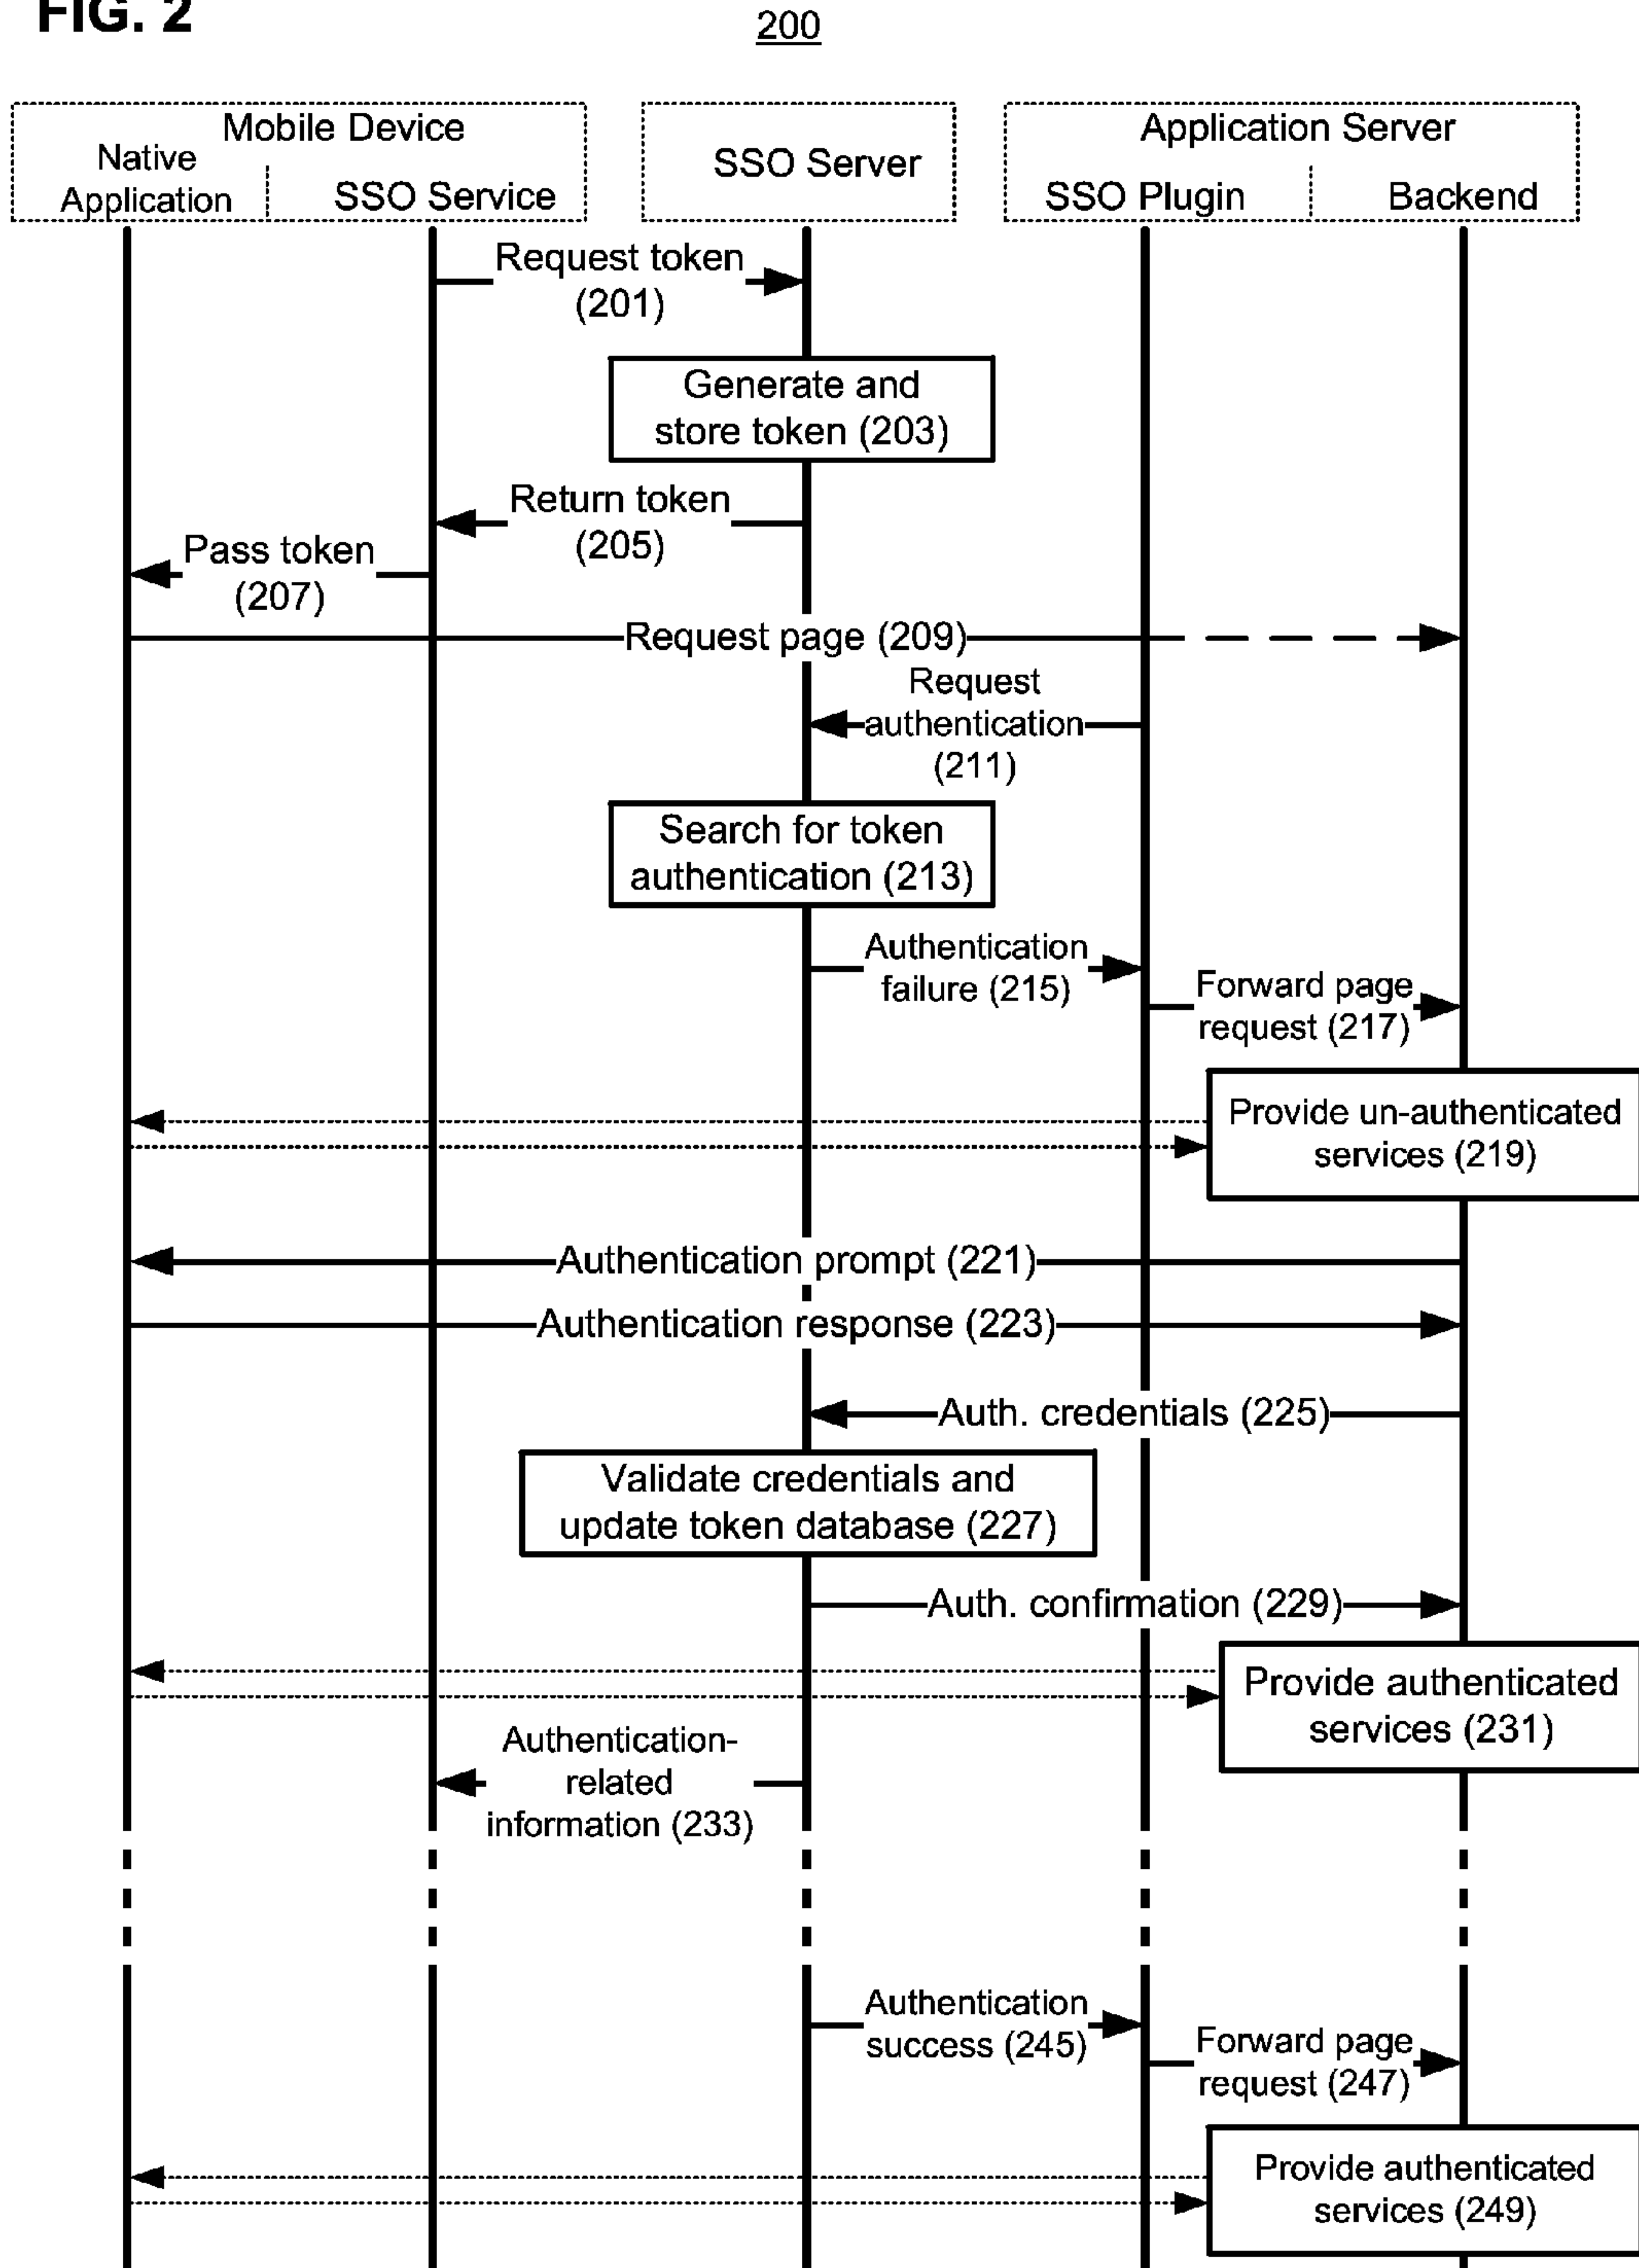 FIG. 2
200
Mobile Device
Native
Application
SSO Service
SSO Server
Application Server
SSO Plugin
Backend
Request token
(201)
Generate and
store token (203)
Return token
(205)
Pass token
(207)
Request page (209)
Request
authentication
(211)
Search for token
authentication (213)
Authentication
failure (215)
Forward page
request (217)
Provide un-authenticated
services (219)
Authentication prompt (221)
Authentication response (223)
Auth. credentials (225)
Validate credentials and
update token database (227)
Auth. confirmation (229)
Provide authenticated
services (231)
Authentication-
related
information (233)
Authentication
success (245)
Forward page
request (247)
Provide authenticated
services (249)